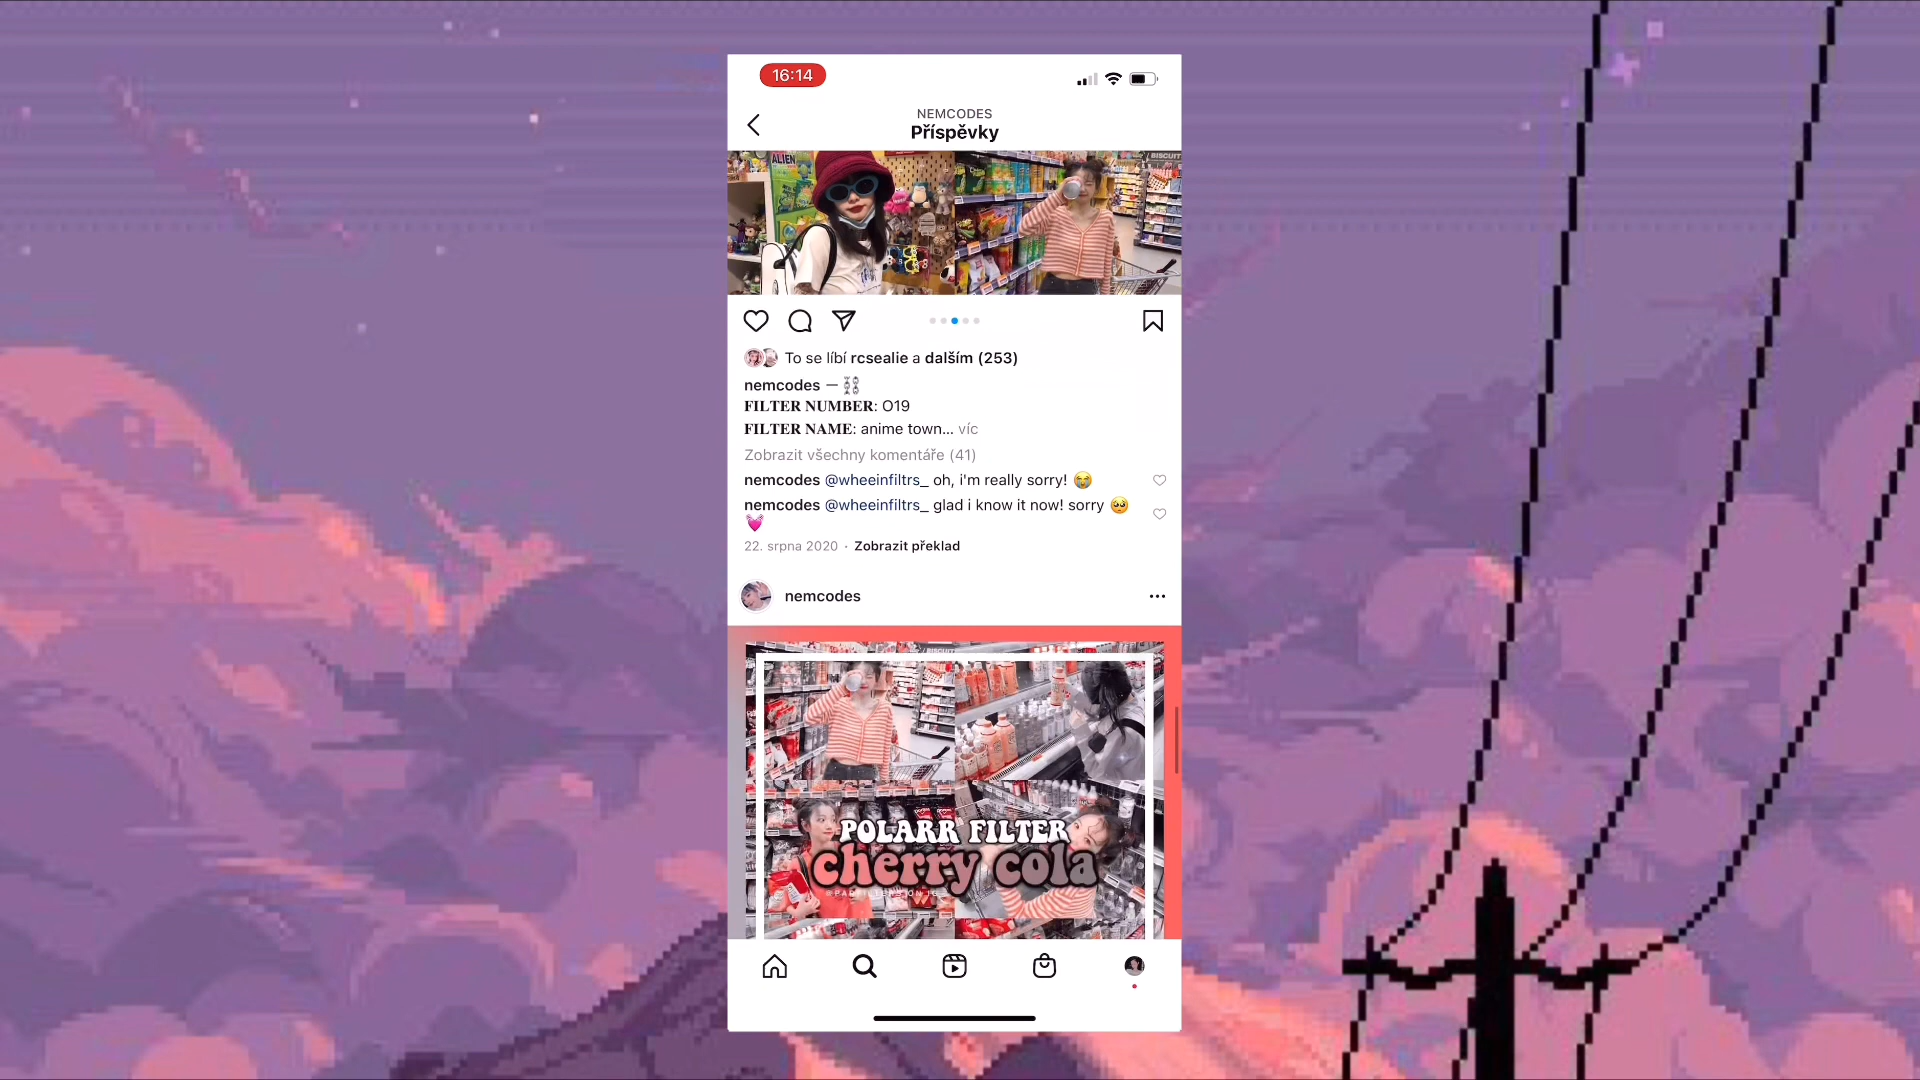 16:14
NEMCODES
Příspěvky
ALIEN
BISCUIT
To se líbí rcsealie a dalším (253)
nemcodes — ⛓⛓
FILTER NUMBER: O19
FILTER NAME: anime town... víc
Zobrazit všechny komentáře (41)
nemcodes @wheeinfiltrs_ oh, i'm really sorry! 😭
nemcodes @wheeinfiltrs_ glad i know it now! sorry 🥺
💓
22. srpna 2020 · Zobrazit překlad
nemcodes
POLARR FILTER
cherry cola